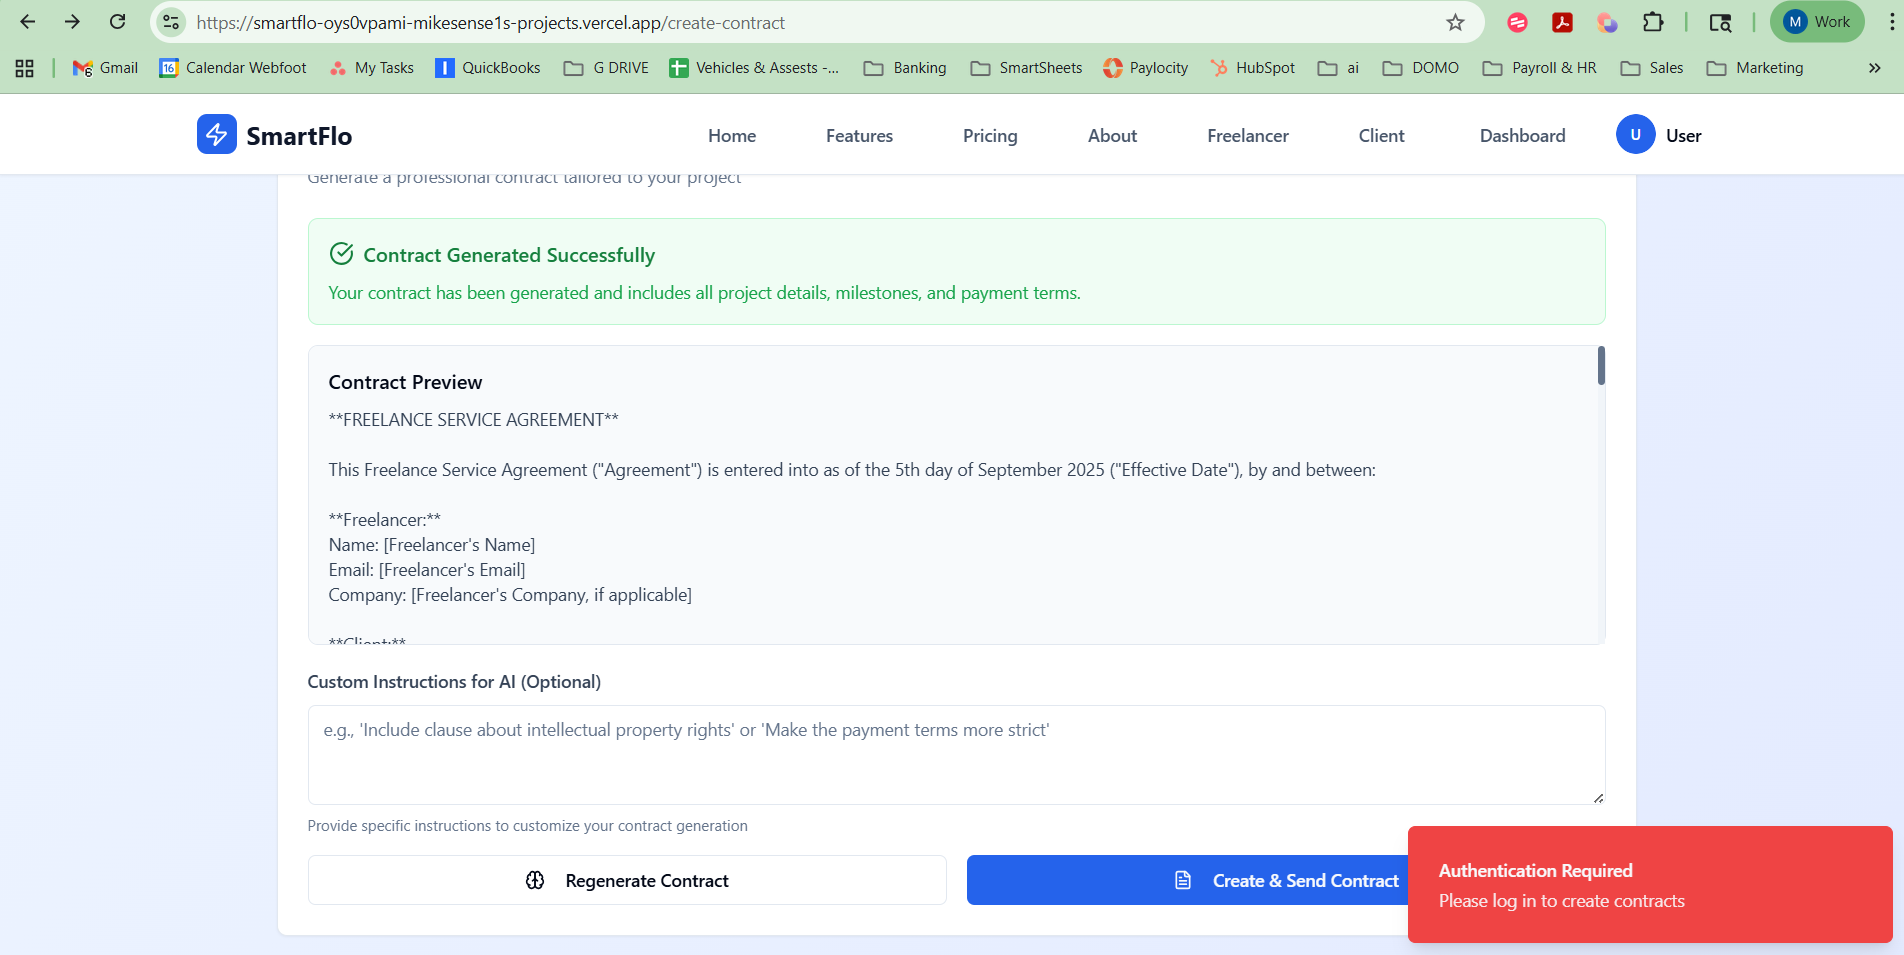 https://smartflo-oys0vpami-mikesense1s-projects.vercel.app/create-contract
M Work
6 Gmail
16 Calendar Webfoot
My Tasks
QuickBooks
G DRIVE
Vehicles & Assests -...
Banking
SmartSheets
Paylocity
HubSpot
ai
DOMO
Payroll & HR
Sales
Marketing
SmartFlo
Home
Features
Pricing
About
Freelancer
Client
Dashboard
U User
Generate a professional contract tailored to your project
Contract Generated Successfully
Your contract has been generated and includes all project details, milestones, and payment terms.
Contract Preview
**FREELANCE SERVICE AGREEMENT**
This Freelance Service Agreement ("Agreement") is entered into as of the 5th day of September 2025 ("Effective Date"), by and between:
**Freelancer:**
Name: [Freelancer's Name]
Email: [Freelancer's Email]
Company: [Freelancer's Company, if applicable]
**Client:**
Custom Instructions for AI (Optional)
e.g., 'Include clause about intellectual property rights' or 'Make the payment terms more strict'
Provide specific instructions to customize your contract generation
Regenerate Contract
Create & Send Contract
Authentication Required
Please log in to create contracts